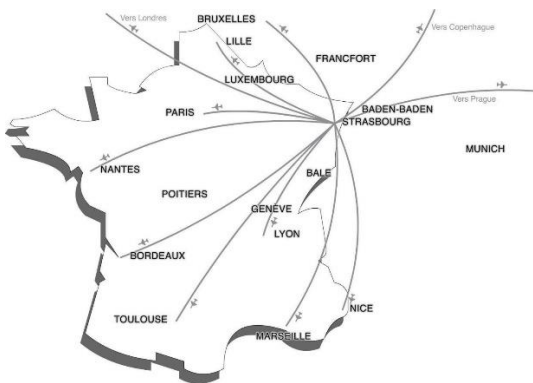 Vers Londres
BRUXELLES
Vers Copenhague
LILLE
FRANCFORT
LUXEMBOURG
Vers Prague
PARIS
BADEN-BADEN
STRASBOURG
MUNICH
NANTES
BALE
POITIERS
GENÈVE
LYON
BORDEAUX
NICE
TOULOUSE
MARSEILLE